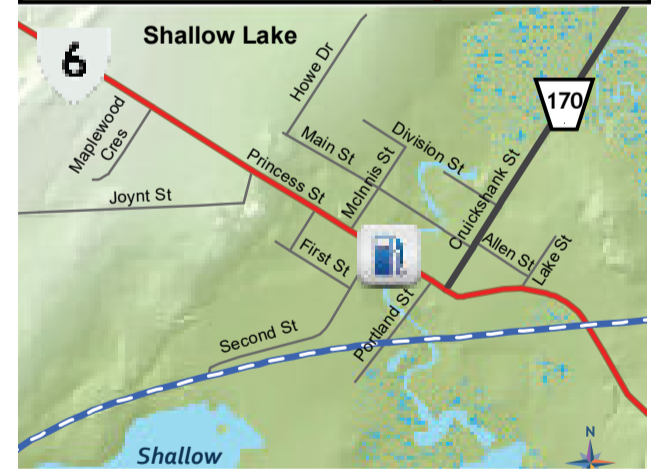 Shallow Lake
6
170
Howe Dr
Maplewood
Cres
Main St
Division St
McInnis St
Princess St
Cruickshank St
Joynt St
Allen St
Lake St
First St
Portland St
Second St
Shallow
N